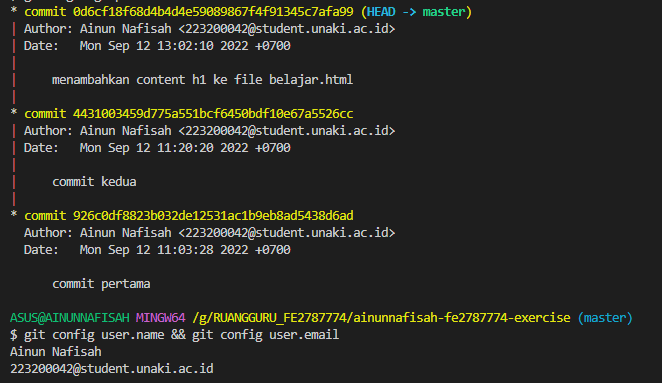 * commit 0d6cf18f68d4b4d4e59089867f4f91345c7afa99 (HEAD -> master)
| Author: Ainun Nafisah <223200042@student.unaki.ac.id>
| Date:   Mon Sep 12 13:02:10 2022 +0700
|
|     menambahkan content h1 ke file belajar.html
|
* commit 4431003459d775a551bcf6450bdf10e67a5526cc
| Author: Ainun Nafisah <223200042@student.unaki.ac.id>
| Date:   Mon Sep 12 11:20:20 2022 +0700
|
|     commit kedua
|
* commit 926c0df8823b032de12531ac1b9eb8ad5438d6ad
  Author: Ainun Nafisah <223200042@student.unaki.ac.id>
  Date:   Mon Sep 12 11:03:28 2022 +0700

      commit pertama

ASUS@AINUNNAFISAH MINGW64 /g/RUANGGURU_FE2787774/ainunnafisah-fe2787774-exercise (master)
$ git config user.name && git config user.email
Ainun Nafisah
223200042@student.unaki.ac.id